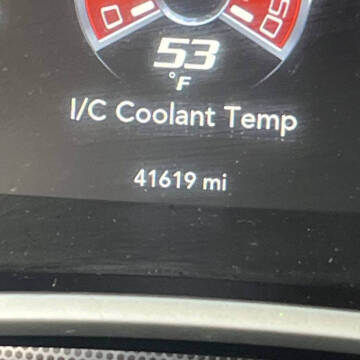 53
°F
I/C Coolant Temp
41619 mi